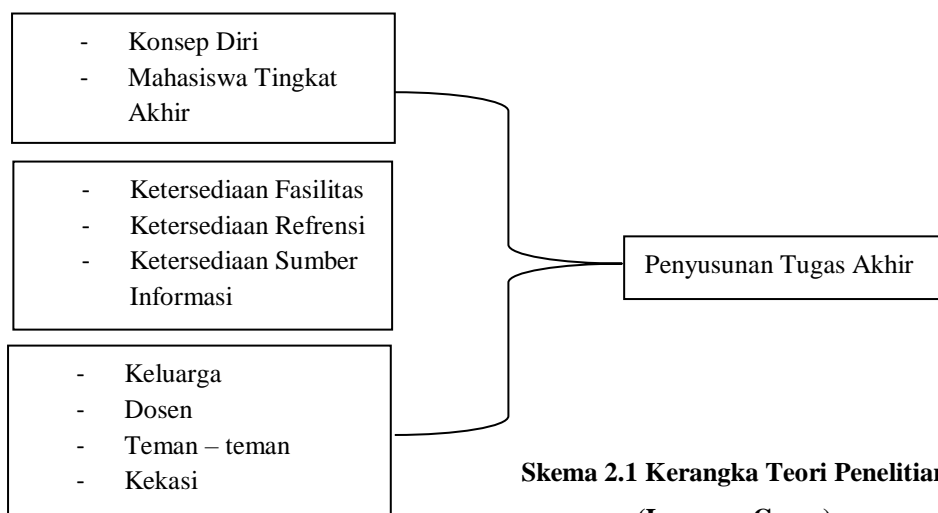 - Konsep Diri
- Mahasiswa Tingkat
Akhir
- Ketersediaan Fasilitas
- Ketersediaan Refrensi
- Ketersediaan Sumber
Informasi
- Keluarga
- Dosen
- Teman – teman
- Kekasi
Penyusunan Tugas Akhir
Skema 2.1 Kerangka Teori Penelitian